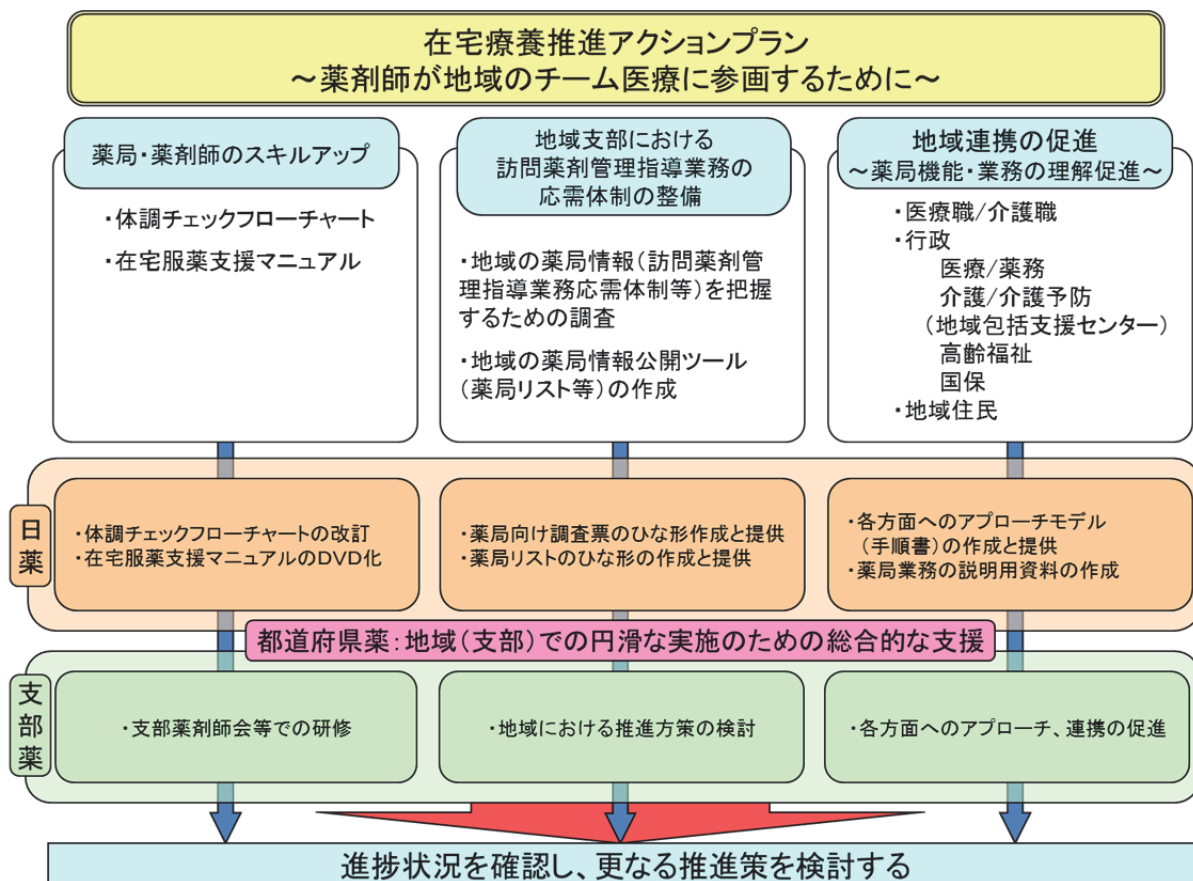 在宅療養推進アクションプラン
～薬剤師が地域のチーム医療に参画するために～
薬局・薬剤師のスキルアップ
・体調チェックフローチャート
・在宅服薬支援マニュアル
地域支部における
訪問薬剤管理指導業務の
応需体制の整備
・地域の薬局情報（訪問薬剤管
理指導業務応需体制等）を把握
するための調査
・地域の薬局情報公開ツール
（薬局リスト等）の作成
地域連携の促進
～薬局機能・業務の理解促進～
・医療職/介護職
・行政
医療/薬務
介護/介護予防
（地域包括支援センター）
高齢福祉
国保
・地域住民
日薬
・体調チェックフローチャートの改訂
・在宅服薬支援マニュアルのDVD化
・薬局向け調査票のひな形作成と提供
・薬局リストのひな形の作成と提供
・各方面へのアプローチモデル
（手順書）の作成と提供
・薬局業務の説明用資料の作成
都道府県薬：地域（支部）での円滑な実施のための総合的な支援
支部薬
・支部薬剤師会等での研修
・地域における推進方策の検討
・各方面へのアプローチ、連携の促進
進捗状況を確認し、更なる推進策を検討する